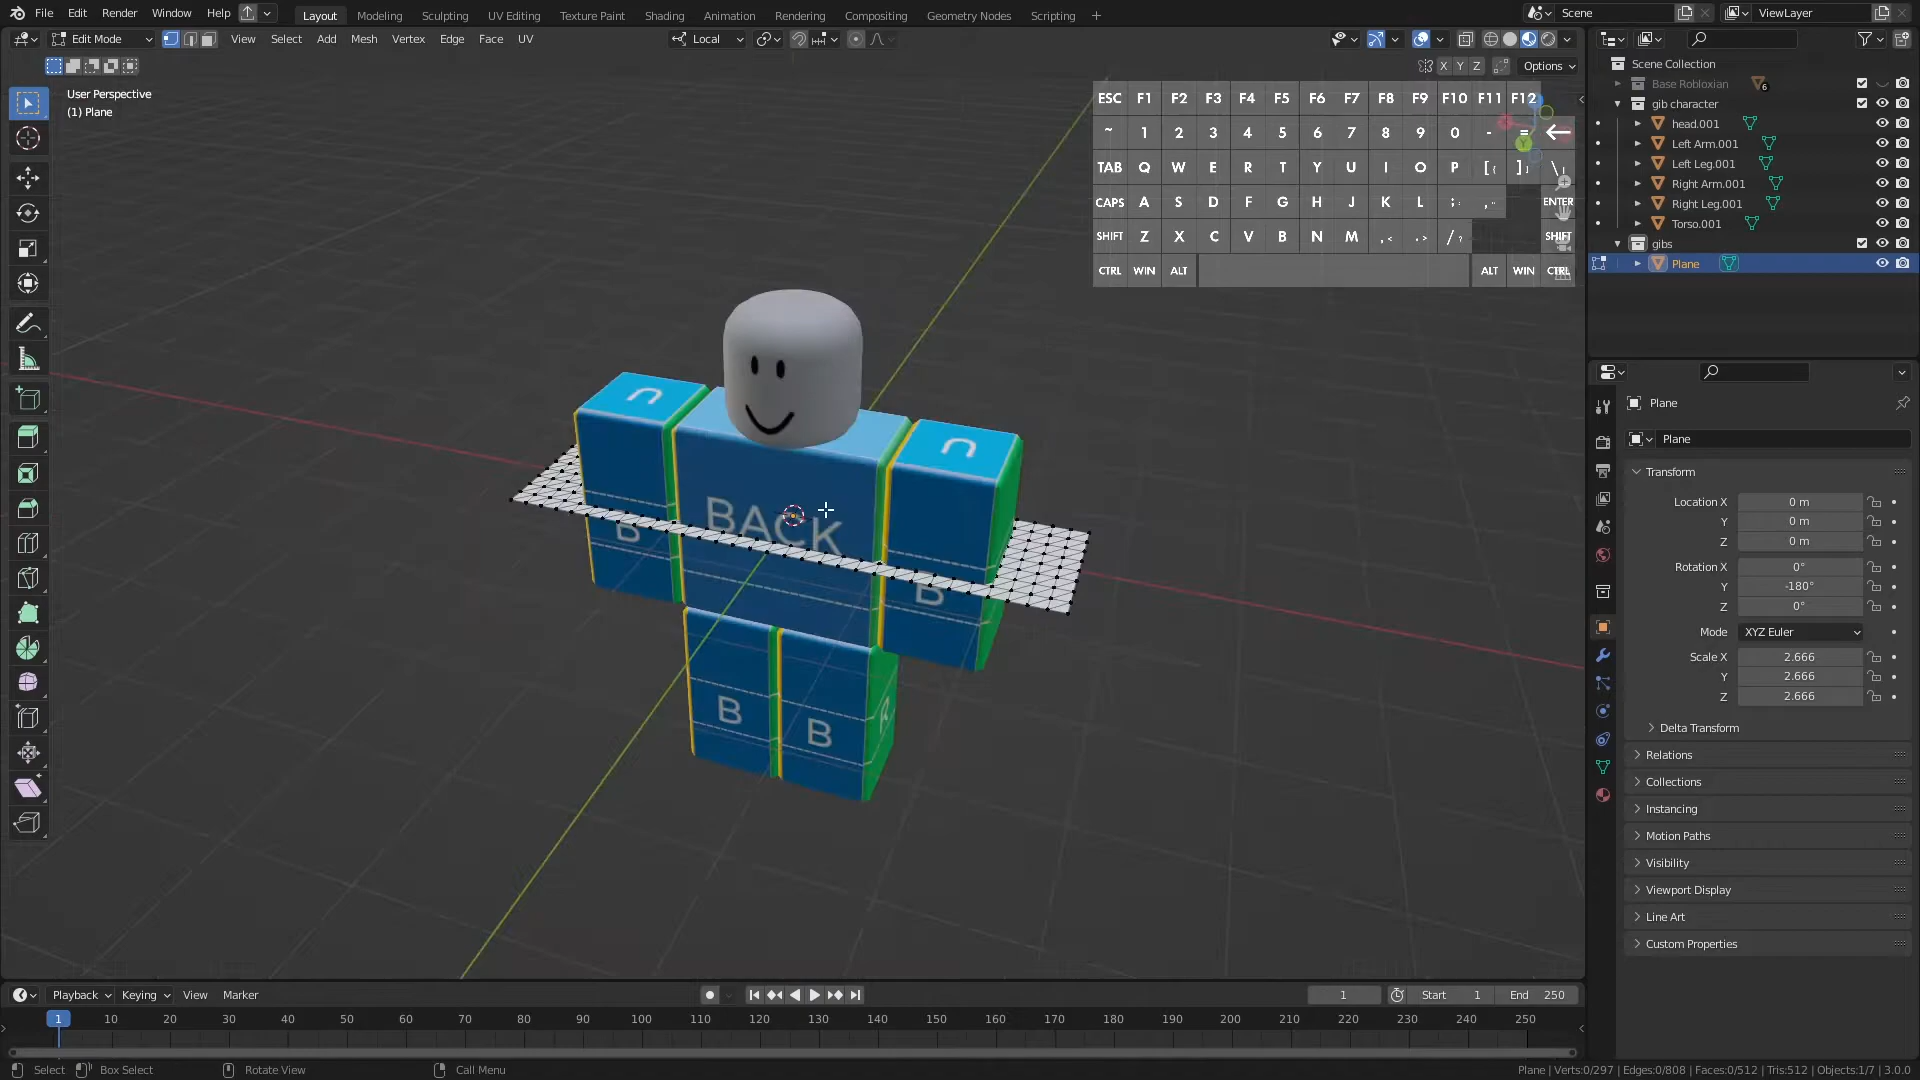 File Edit Render Window Help
Layout Modeling Sculpting UV Editing Texture Paint Shading Animation Rendering Compositing Geometry Nodes Scripting +
Scene
ViewLayer
Edit Mode
View Select Add Mesh Vertex Edge Face UV
Local
X Y Z
Options
User Perspective
(1) Plane
ESC F1 F2 F3 F4 F5 F6 F7 F8 F9 F10 F11 F12
~ 1 2 3 4 5 6 7 8 9 0 - =
TAB Q W E R T Y U I O P [{ ]} \|
CAPS A S D F G H J K L ;: ,. ENTER
SHIFT Z X C V B N M ,< .> /? SHIFT
CTRL WIN ALT ALT WIN CTRL
Y
BACK
B
B
B B
R
Scene Collection
Base Robloxian 6
gib character
head.001
Left Arm.001
Left Leg.001
Right Arm.001
Right Leg.001
Torso.001
gibs
Plane
Plane
Plane
Transform
Location X 0 m
Y 0 m
Z 0 m
Rotation X 0°
Y -180°
Z 0°
Mode XYZ Euler
Scale X 2.666
Y 2.666
Z 2.666
Delta Transform
Relations
Collections
Instancing
Motion Paths
Visibility
Viewport Display
Line Art
Custom Properties
Playback Keying View Marker
1
Start 1
End 250
1 10 20 30 40 50 60 70 80 90 100 110 120 130 140 150 160 170 180 190 200 210 220 230 240 250
Select Box Select Rotate View Call Menu
Plane | Verts:0/297 | Edges:0/808 | Faces:0/512 | Tris:512 | Objects:1/7 | 3.0.0